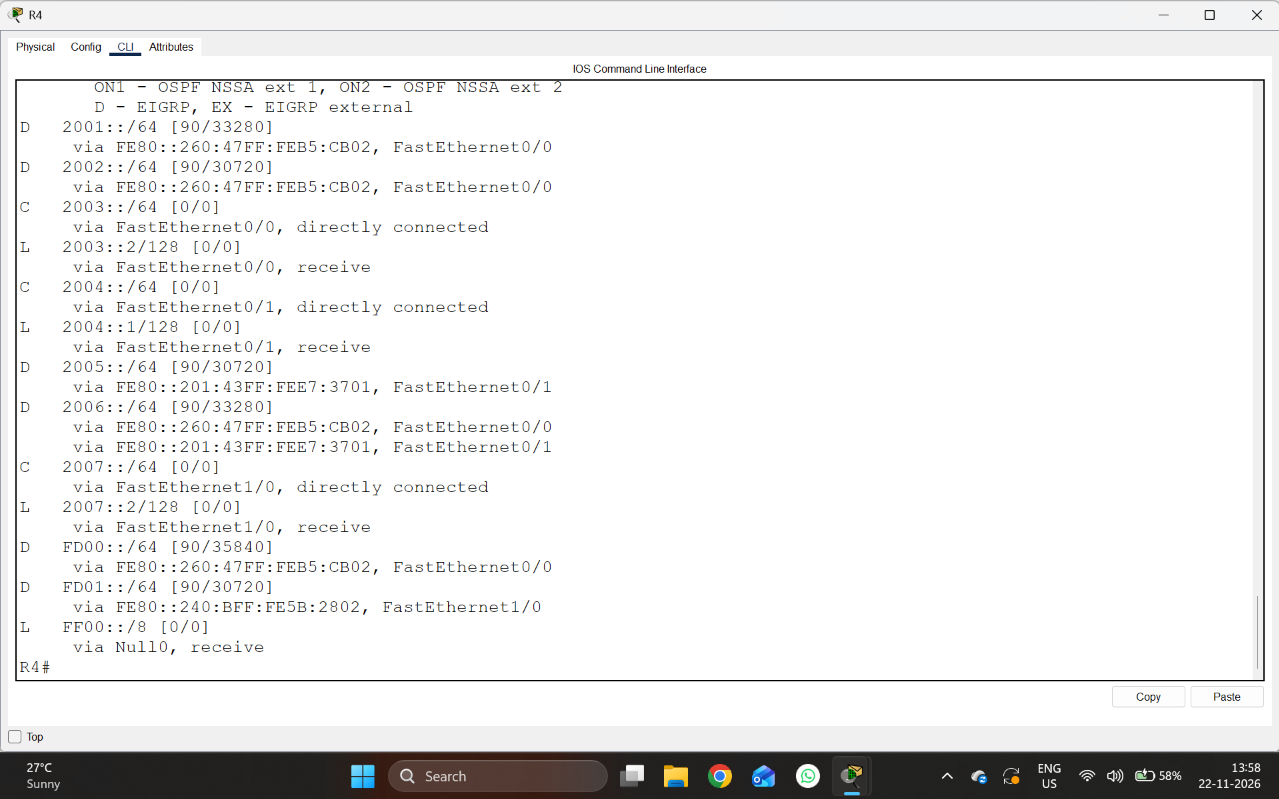 R4
Physical Config CLI Attributes
IOS Command Line Interface
ON1 - OSPF NSSA ext 1, ON2 - OSPF NSSA ext 2
D - EIGRP, EX - EIGRP external
D 2001::/64 [90/33280]
via FE80::260:47FF:FEB5:CB02, FastEthernet0/0
D 2002::/64 [90/30720]
via FE80::260:47FF:FEB5:CB02, FastEthernet0/0
C 2003::/64 [0/0]
via FastEthernet0/0, directly connected
L 2003::2/128 [0/0]
via FastEthernet0/0, receive
C 2004::/64 [0/0]
via FastEthernet0/1, directly connected
L 2004::1/128 [0/0]
via FastEthernet0/1, receive
D 2005::/64 [90/30720]
via FE80::201:43FF:FEE7:3701, FastEthernet0/1
D 2006::/64 [90/33280]
via FE80::260:47FF:FEB5:CB02, FastEthernet0/0
via FE80::201:43FF:FEE7:3701, FastEthernet0/1
C 2007::/64 [0/0]
via FastEthernet1/0, directly connected
L 2007::2/128 [0/0]
via FastEthernet1/0, receive
D FD00::/64 [90/35840]
via FE80::260:47FF:FEB5:CB02, FastEthernet0/0
D FD01::/64 [90/30720]
via FE80::240:BFF:FE5B:2802, FastEthernet1/0
L FF00::/8 [0/0]
via Null0, receive
R4#
Copy Paste
Top
27°C
Sunny
Search
ENG
US
58%
13:58
22-11-2026